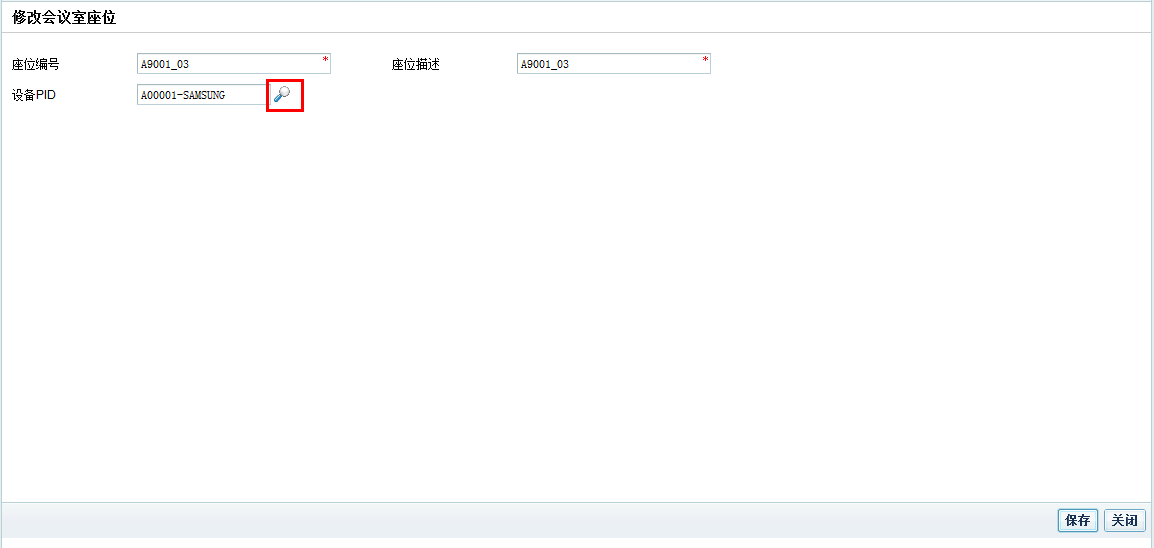 修改会议室座位
座位编号 A9001_03 * 座位描述 A9001_03 *
设备PID A00001-SAMSUNG
保存 关闭